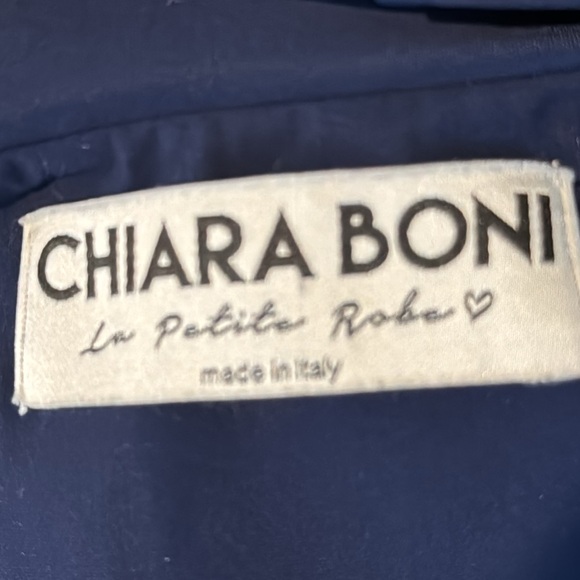 CHIARA BONI
La Petite Robe♡
made in Italy